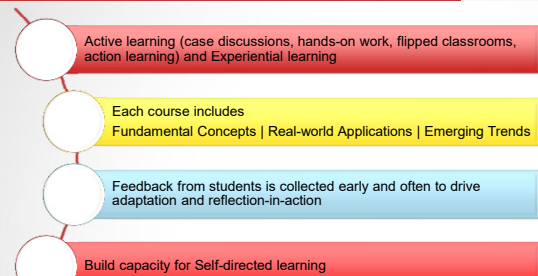 Active learning (case discussions, hands-on work, flipped classrooms,
action learning) and Experiential learning
Each course includes
Fundamental Concepts | Real-world Applications | Emerging Trends
Feedback from students is collected early and often to drive
adaptation and reflection-in-action
Build capacity for Self-directed learning